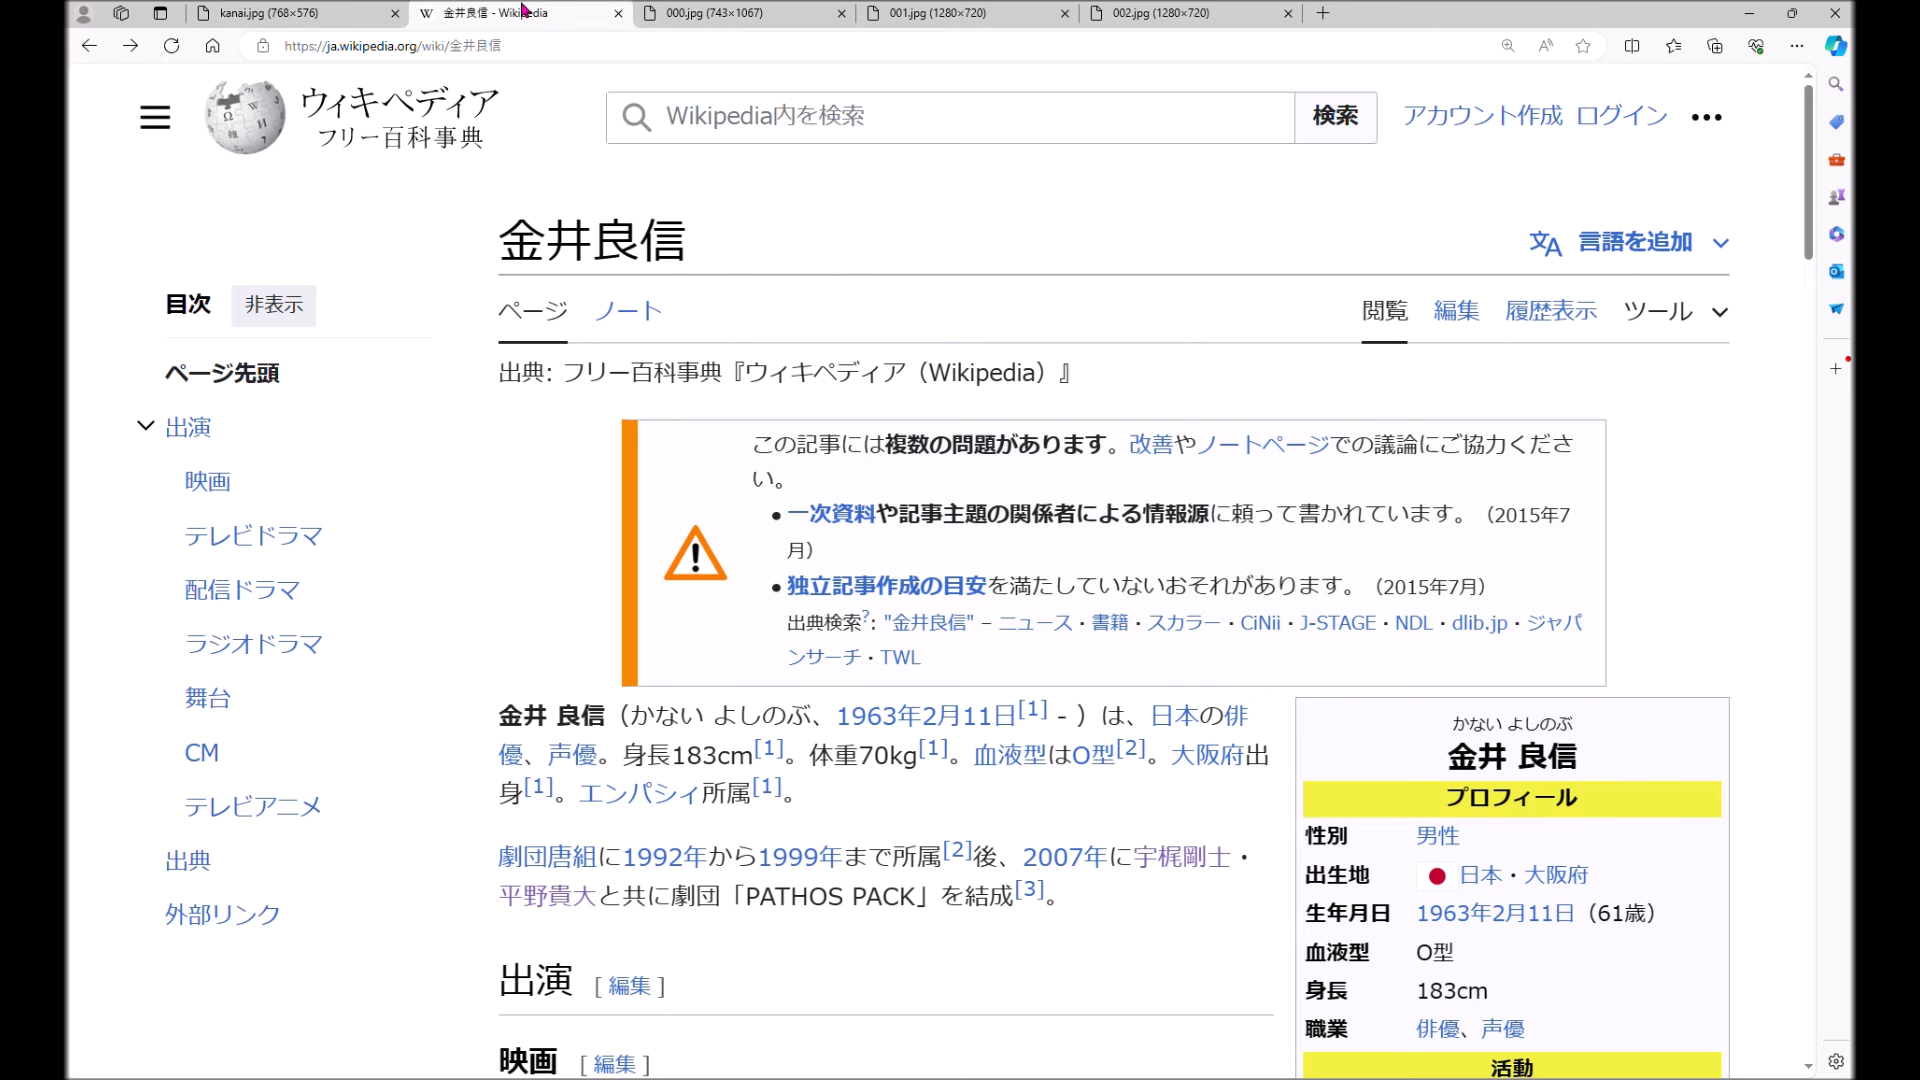 kanai.jpg (768×576)
金井良信 - Wikipedia
000.jpg (743×1067)
001.jpg (1280×720)
002.jpg (1280×720)
https://ja.wikipedia.org/wiki/金井良信
ウィキペディア
フリー百科事典
Wikipedia内を検索
検索
アカウント作成 ログイン
金井良信
言語を追加
目次 非表示
ページ ノート
閲覧 編集 履歴表示 ツール
ページ先頭
出演
映画
テレビドラマ
配信ドラマ
ラジオドラマ
舞台
CM
テレビアニメ
出典
外部リンク
出典: フリー百科事典『ウィキペディア（Wikipedia）』
この記事には複数の問題があります。改善やノートページでの議論にご協力くださ
い。
• 一次資料や記事主題の関係者による情報源に頼って書かれています。（2015年7
月）
• 独立記事作成の目安を満たしていないおそれがあります。（2015年7月）
出典検索?: "金井良信" – ニュース・書籍・スカラー・CiNii・J-STAGE・NDL・dlib.jp・ジャパ
ンサーチ・TWL
金井 良信（かない よしのぶ、1963年2月11日[1] - ）は、日本の俳
優、声優。身長183cm[1]。体重70kg[1]。血液型はO型[2]。大阪府出
身[1]。エンパシィ所属[1]。
劇団唐組に1992年から1999年まで所属[2]後、2007年に宇梶剛士・
平野貴大と共に劇団「PATHOS PACK」を結成[3]。
出演 [ 編集 ]
映画 [ 編集 ]
かない よしのぶ
金井 良信
プロフィール
性別 男性
出生地 日本・大阪府
生年月日 1963年2月11日（61歳）
血液型 O型
身長 183cm
職業 俳優、声優
活動